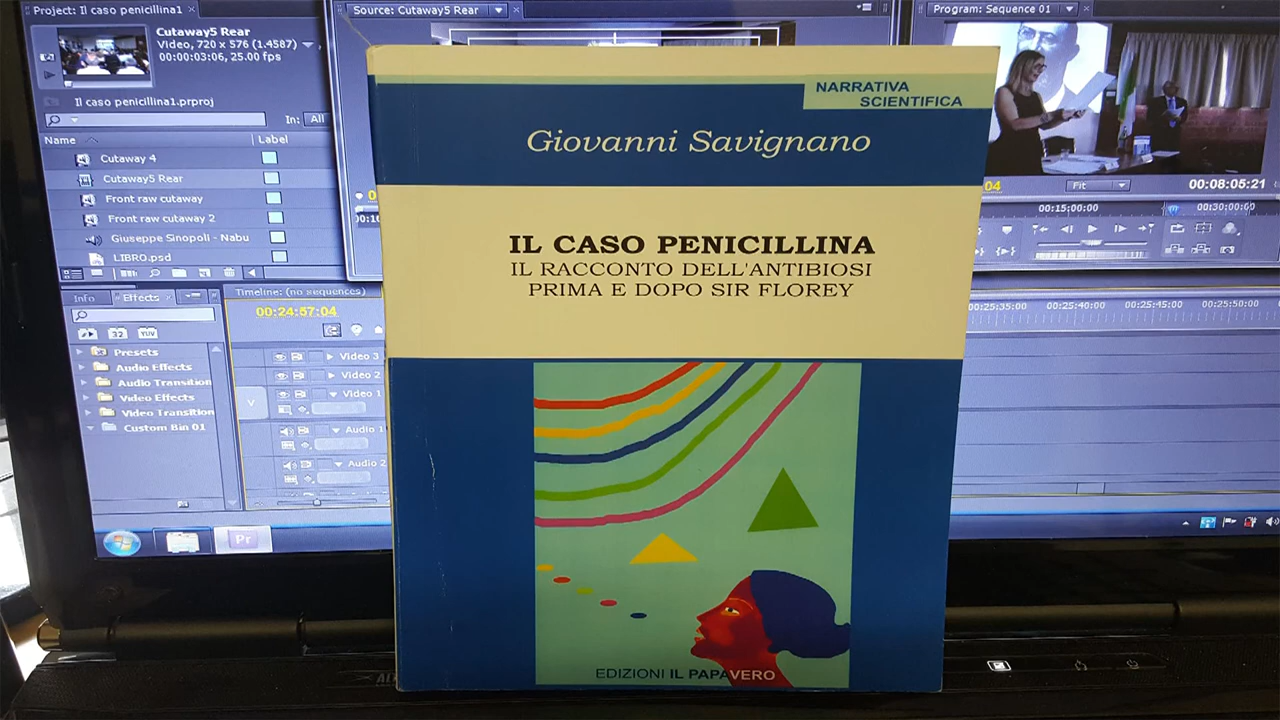 Project: Il caso penicillina1
Cutaway5 Rear
Video, 720 x 576 (1.4587)
00:00:03:06, 25.00 fps
Il caso penicillina1.prproj
In: All
Name
Label
Cutaway 4
Cutaway5 Rear
Front raw cutaway
Front raw cutaway 2
Giuseppe Sinopoli - Nabu
LIBRO.psd
Info
Effects
32
YUV
Presets
Audio Effects
Audio Transition
Video Effects
Video Transition
Custom Bin 01
Source: Cutaway5 Rear
Timeline: (no sequences)
00:24:57:04
Video 3
Video 2
V
Video 1
Audio 1
Audio 2
Program: Sequence 01
04
Fit
00:08:05:21
00:15:00:00
00:30:00:00
00:25:35:00
00:25:40:00
00:25:45:00
00:25:50:00
NARRATIVA
SCIENTIFICA
Giovanni Savignano
IL CASO PENICILLINA
IL RACCONTO DELL'ANTIBIOSI
PRIMA E DOPO SIR FLOREY
EDIZIONI IL PAPAVERO
Pr